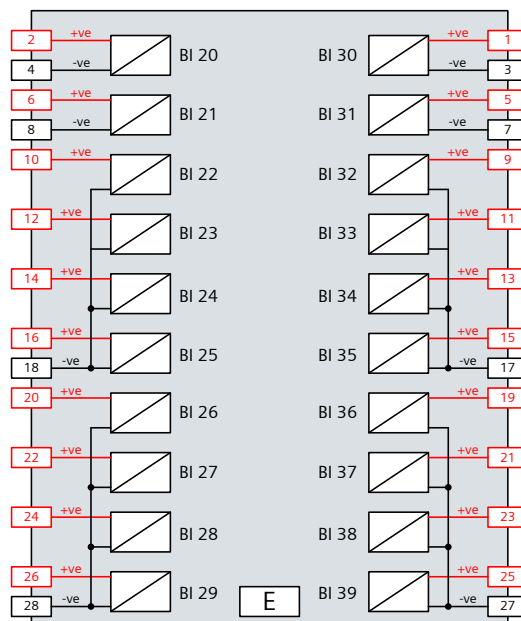 2 +ve BI 20 BI 30 +ve 1
4 -ve -ve 3
6 +ve BI 21 BI 31 +ve 5
8 -ve -ve 7
10 +ve BI 22 BI 32 +ve 9
12 +ve BI 23 BI 33 +ve 11
14 +ve BI 24 BI 34 +ve 13
16 +ve BI 25 BI 35 +ve 15
18 -ve -ve 17
20 +ve BI 26 BI 36 +ve 19
22 +ve BI 27 BI 37 +ve 21
24 +ve BI 28 BI 38 +ve 23
26 +ve BI 29 BI 39 +ve 25
28 -ve E -ve 27